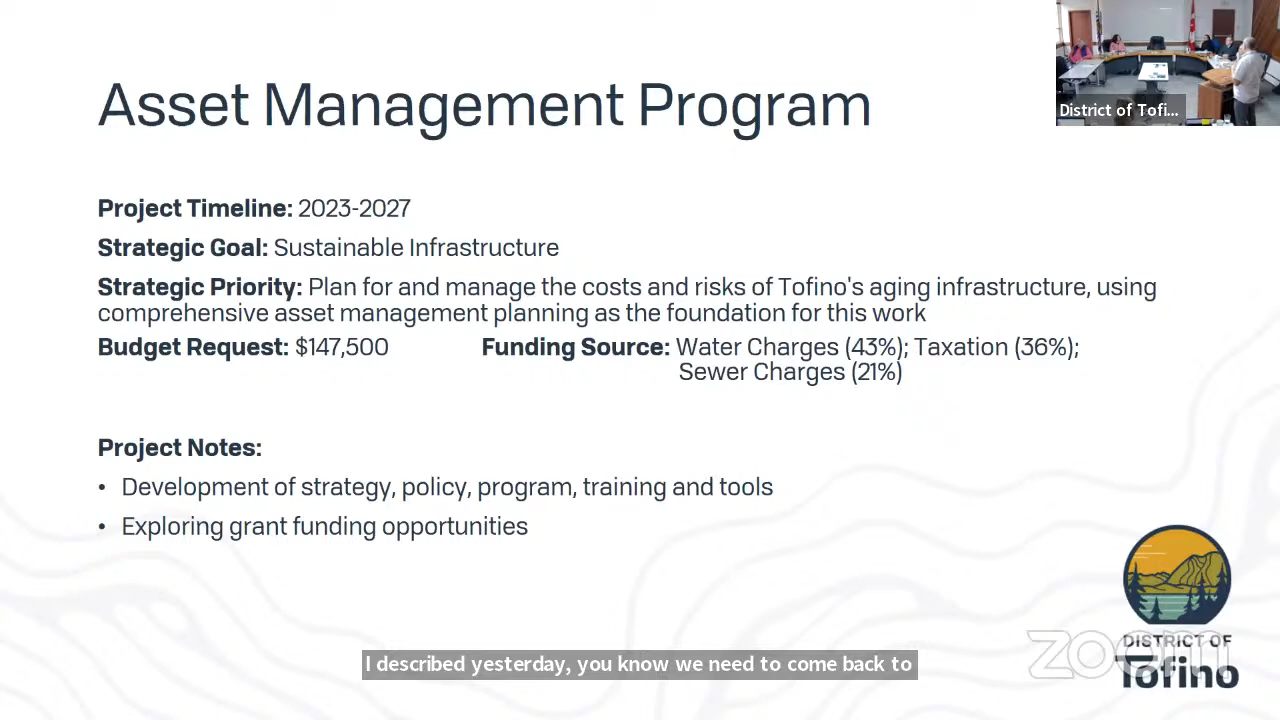 Asset Management Program
District of Tofi...
Project Timeline: 2023-2027
Strategic Goal: Sustainable Infrastructure
Strategic Priority: Plan for and manage the costs and risks of Tofino's aging infrastructure, using
comprehensive asset management planning as the foundation for this work
Budget Request: $147,500
Funding Source: Water Charges (43%); Taxation (36%);
Sewer Charges (21%)
Project Notes:
• Development of strategy, policy, program, training and tools
• Exploring grant funding opportunities
DISTRICT OF
Tofino
zoom
I described yesterday, you know we need to come back to